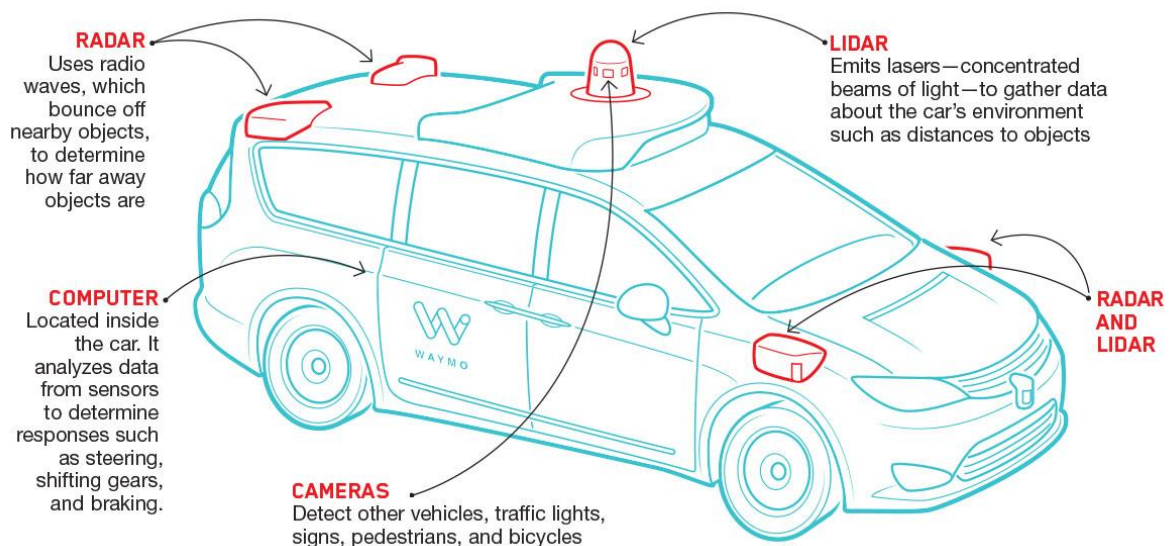 RADAR
Uses radio
waves, which
bounce off
nearby objects,
to determine
how far away
objects are
LIDAR
Emits lasers—concentrated
beams of light—to gather data
about the car’s environment
such as distances to objects
COMPUTER
Located inside
the car. It
analyzes data
from sensors
to determine
responses such
as steering,
shifting gears,
and braking.
WAYMO
CAMERAS
Detect other vehicles, traffic lights,
signs, pedestrians, and bicycles
RADAR
AND
LIDAR